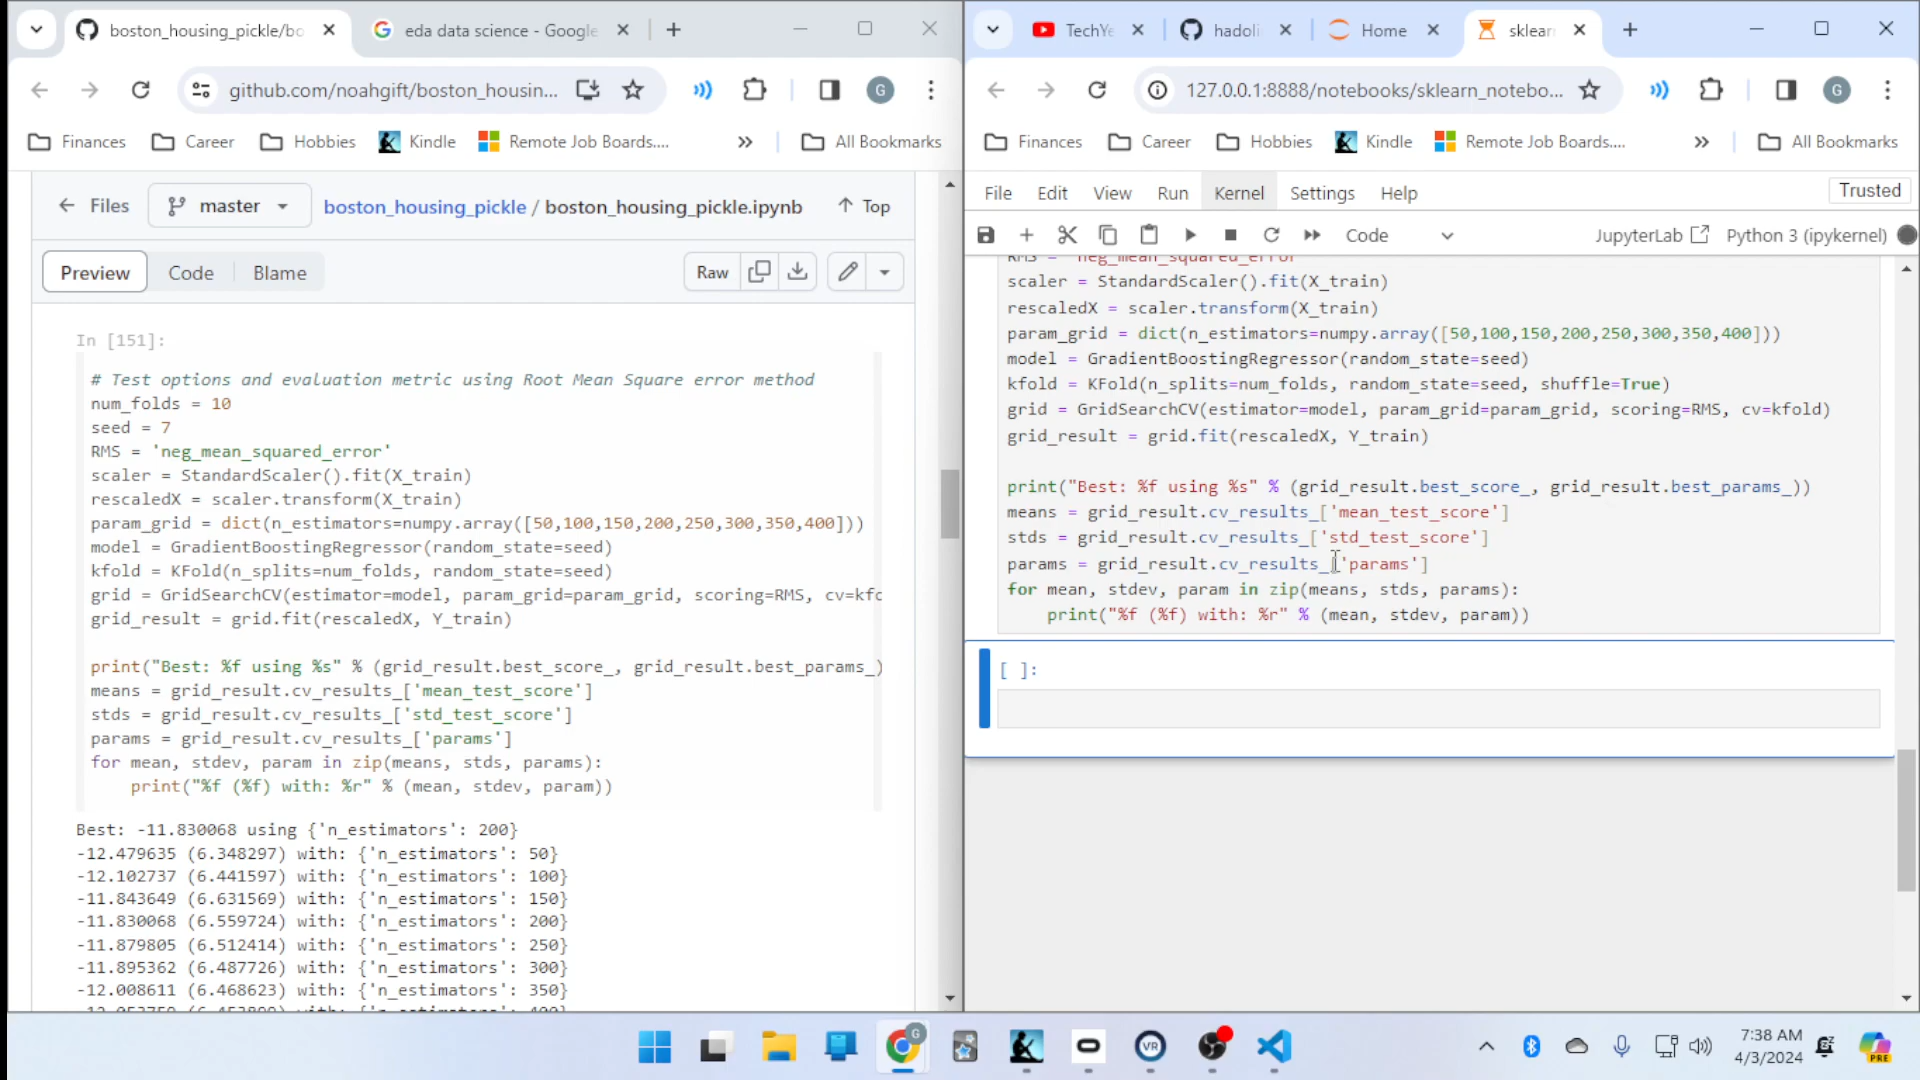 boston_housing_pickle/bo
eda data science - Google
github.com/noahgift/boston_housin...
G
Finances
Career
Hobbies
Kindle
Remote Job Boards....
»
All Bookmarks
Files
master
boston_housing_pickle / boston_housing_pickle.ipynb
Top
Preview
Code
Blame
Raw
In [151]:
# Test options and evaluation metric using Root Mean Square error method
num_folds = 10
seed = 7
RMS = 'neg_mean_squared_error'
scaler = StandardScaler().fit(X_train)
rescaledX = scaler.transform(X_train)
param_grid = dict(n_estimators=numpy.array([50,100,150,200,250,300,350,400]))
model = GradientBoostingRegressor(random_state=seed)
kfold = KFold(n_splits=num_folds, random_state=seed)
grid = GridSearchCV(estimator=model, param_grid=param_grid, scoring=RMS, cv=kfo
grid_result = grid.fit(rescaledX, Y_train)
print("Best: %f using %s" % (grid_result.best_score_, grid_result.best_params_)
means = grid_result.cv_results_['mean_test_score']
stds = grid_result.cv_results_['std_test_score']
params = grid_result.cv_results_['params']
for mean, stdev, param in zip(means, stds, params):
print("%f (%f) with: %r" % (mean, stdev, param))
Best: -11.830068 using {'n_estimators': 200}
-12.479635 (6.348297) with: {'n_estimators': 50}
-12.102737 (6.441597) with: {'n_estimators': 100}
-11.843649 (6.631569) with: {'n_estimators': 150}
-11.830068 (6.559724) with: {'n_estimators': 200}
-11.879805 (6.512414) with: {'n_estimators': 250}
-11.895362 (6.487726) with: {'n_estimators': 300}
-12.008611 (6.468623) with: {'n_estimators': 350}
TechYe
hadoli
Home
sklear
127.0.0.1:8888/notebooks/sklearn_notebo...
G
Finances
Career
Hobbies
Kindle
Remote Job Boards....
»
All Bookmarks
File
Edit
View
Run
Kernel
Settings
Help
Trusted
Code
JupyterLab
Python 3 (ipykernel)
RMS = 'neg_mean_squared_error'
scaler = StandardScaler().fit(X_train)
rescaledX = scaler.transform(X_train)
param_grid = dict(n_estimators=numpy.array([50,100,150,200,250,300,350,400]))
model = GradientBoostingRegressor(random_state=seed)
kfold = KFold(n_splits=num_folds, random_state=seed, shuffle=True)
grid = GridSearchCV(estimator=model, param_grid=param_grid, scoring=RMS, cv=kfold)
grid_result = grid.fit(rescaledX, Y_train)
print("Best: %f using %s" % (grid_result.best_score_, grid_result.best_params_))
means = grid_result.cv_results_['mean_test_score']
stds = grid_result.cv_results_['std_test_score']
params = grid_result.cv_results_['params']
for mean, stdev, param in zip(means, stds, params):
print("%f (%f) with: %r" % (mean, stdev, param))
[ ]:
G
VR
7:38 AM
4/3/2024
PRE